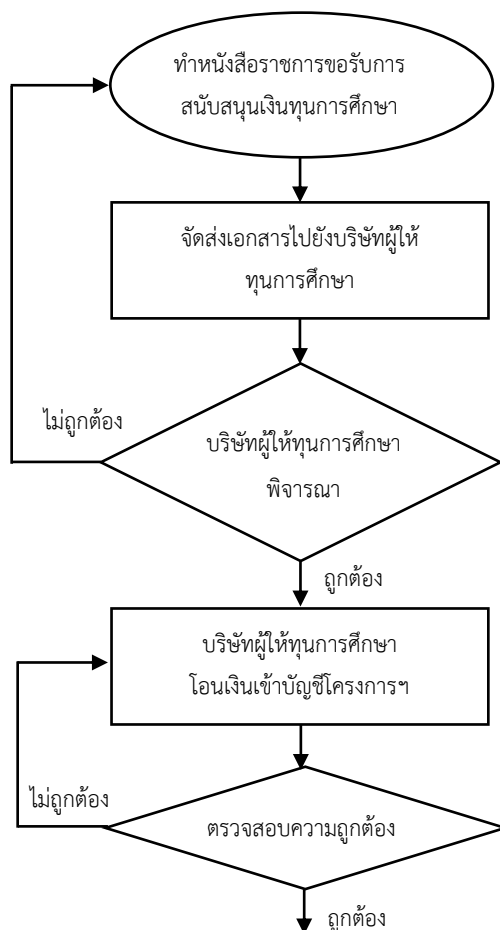 ทำหนังสือราชการขอรับการ
สนับสนุนเงินทุนการศึกษา
จัดส่งเอกสารไปยังบริษัทผู้ให้
ทุนการศึกษา
ไม่ถูกต้อง
บริษัทผู้ให้ทุนการศึกษา
พิจารณา
ถูกต้อง
บริษัทผู้ให้ทุนการศึกษา
โอนเงินเข้าบัญชีโครงการฯ
ไม่ถูกต้อง
ตรวจสอบความถูกต้อง
ถูกต้อง